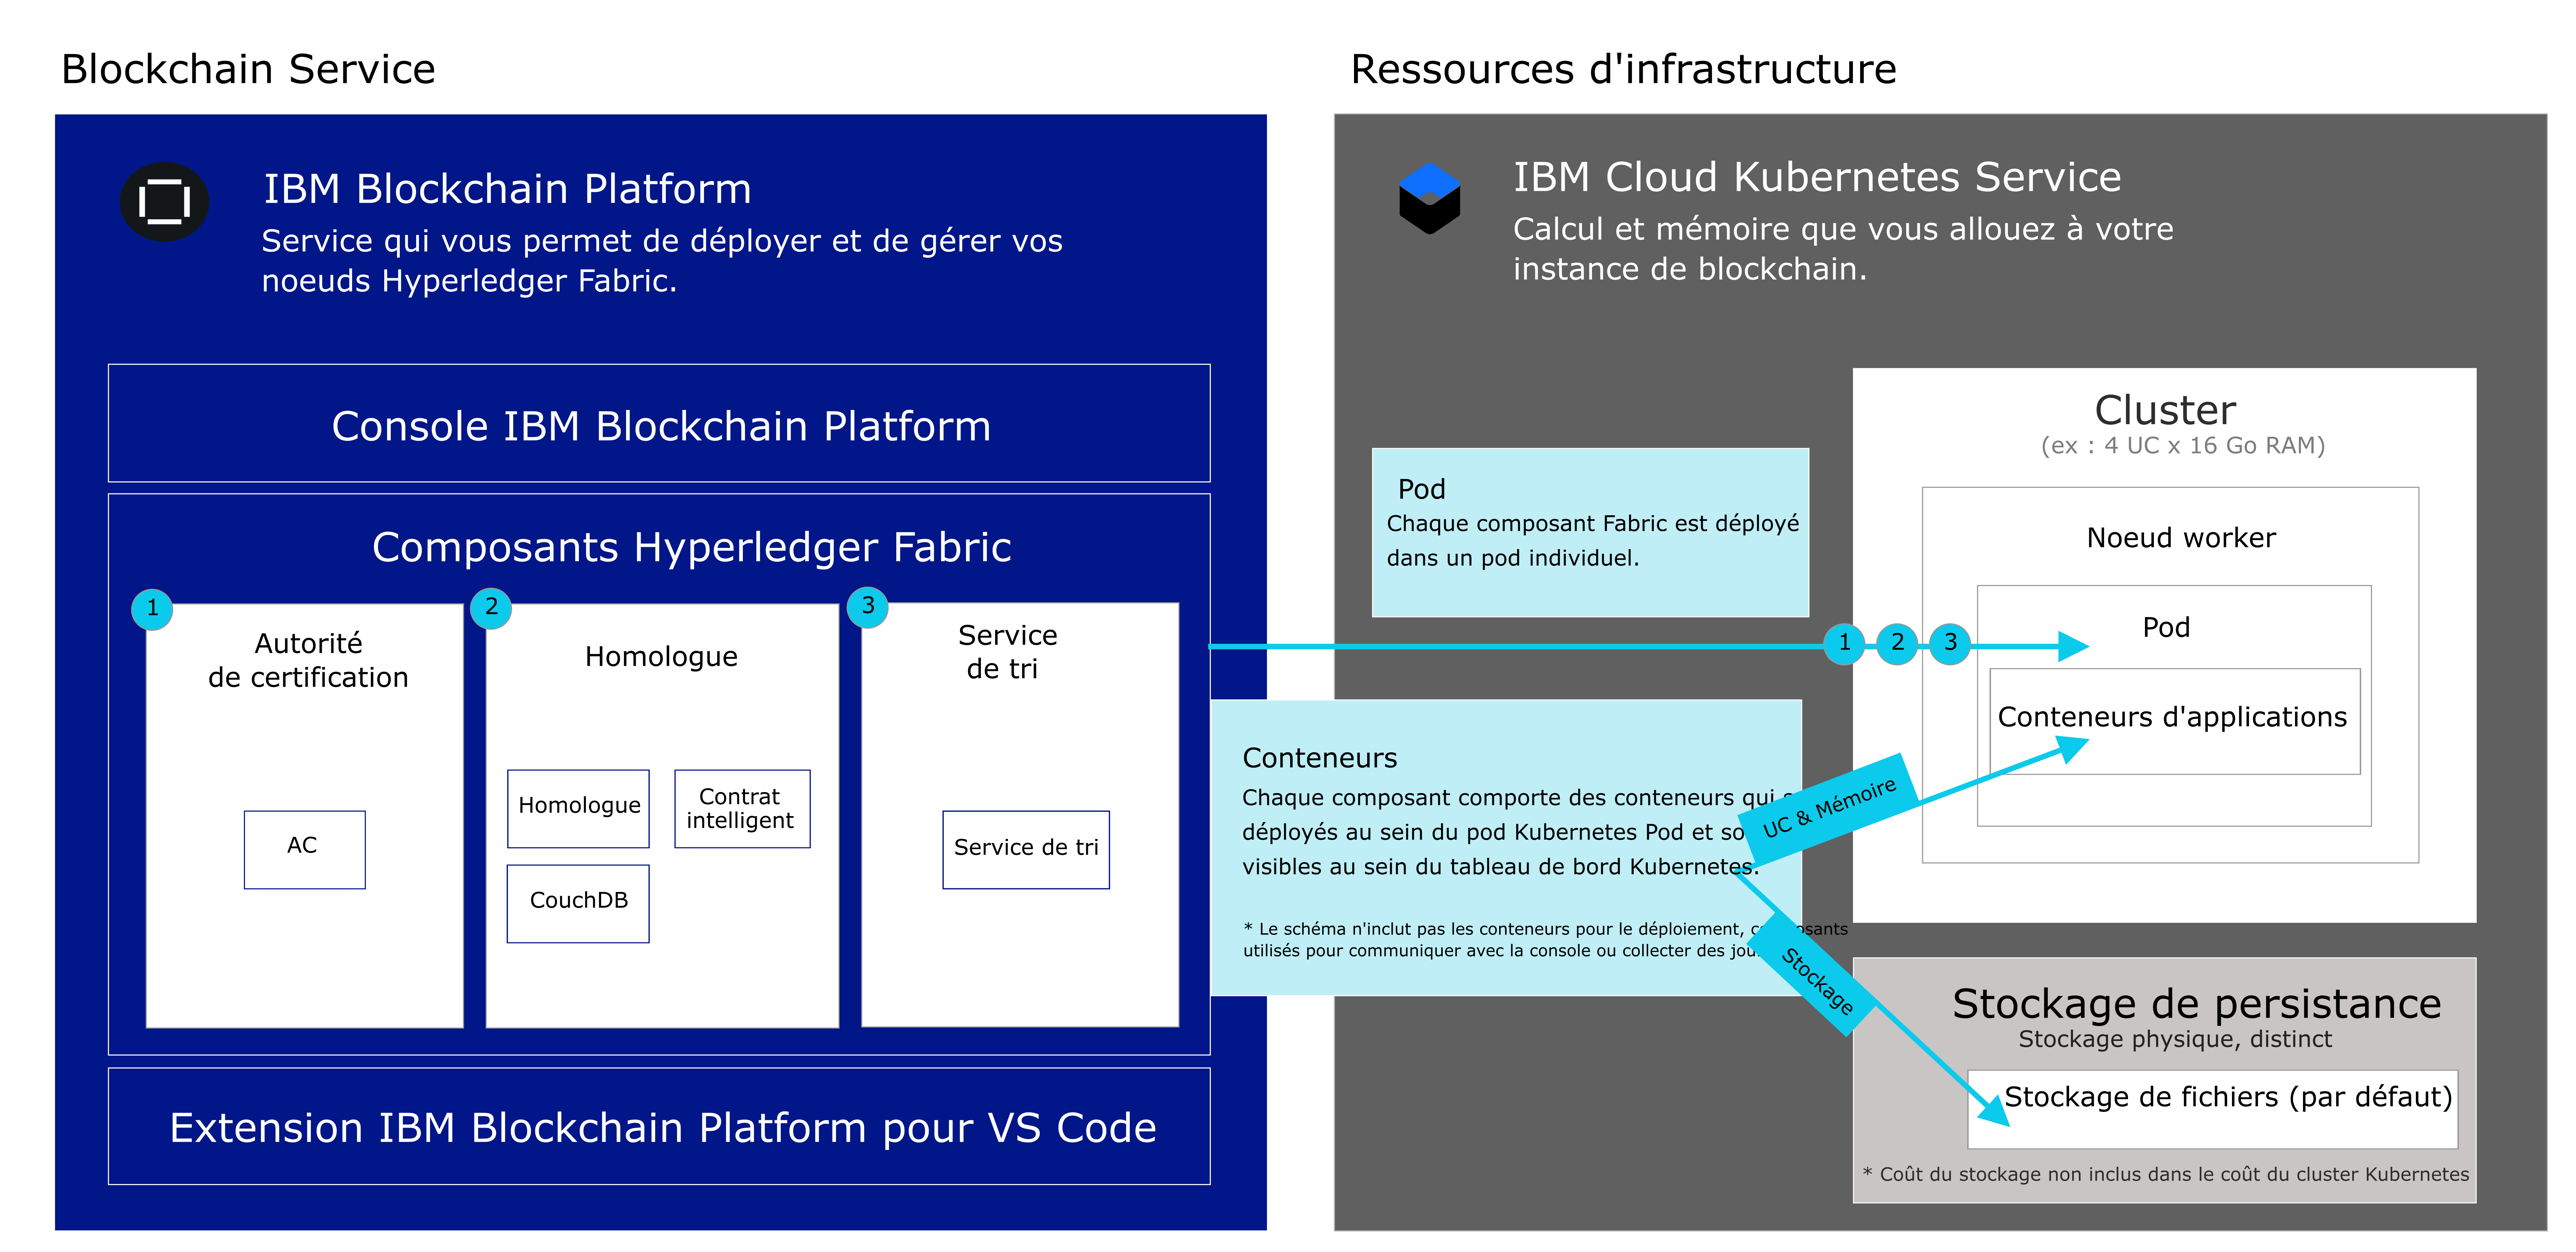 Blockchain Service
IBM Blockchain Platform
Service qui vous permet de déployer et de gérer vos
noeuds Hyperledger Fabric.
Console IBM Blockchain Platform
Composants Hyperledger Fabric
1
Autorité
de certification
AC
2
Homologue
Homologue
Contrat
intelligent
CouchDB
3
Service
de tri
Service de tri
Extension IBM Blockchain Platform pour VS Code
Ressources d'infrastructure
IBM Cloud Kubernetes Service
Calcul et mémoire que vous allouez à votre
instance de blockchain.
Pod
Chaque composant Fabric est déployé
dans un pod individuel.
1 2 3
Conteneurs
Chaque composant comporte des conteneurs qui
déployés au sein du pod Kubernetes Pod et
visibles au sein du tableau de bord Kubernetes.
* Le schéma n'inclut pas les conteneurs pour le déploiement,
utilisés pour communiquer avec la console ou collecter des
UC & Mémoire
Stockage
Cluster
(ex : 4 UC x 16 Go RAM)
Noeud worker
Pod
Conteneurs d'applications
Stockage de persistance
Stockage physique, distinct
Stockage de fichiers (par défaut)
* Coût du stockage non inclus dans le coût du cluster Kubernetes